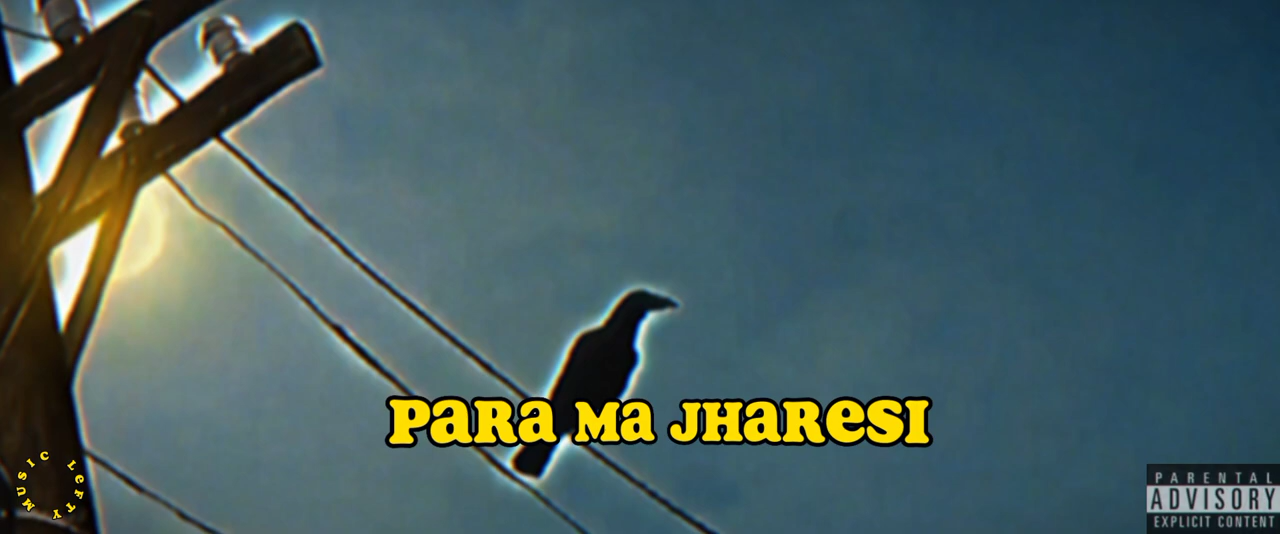 PARA MA JHARESI
MUSIC LEFTY
PARENTAL
ADVISORY
EXPLICIT CONTENT